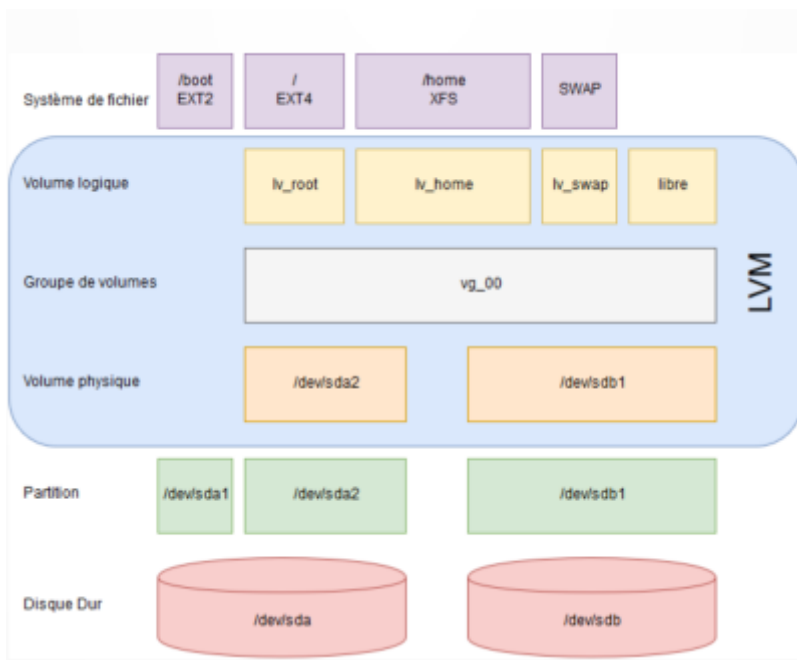 /boot
EXT2
/
EXT4
/home
XFS
SWAP
Système de fichier
Volume logique
lv_root
lv_home
lv_swap
libre
Groupe de volumes
vg_00
LVM
Volume physique
/dev/sda2
/dev/sdb1
Partition
/dev/sda1
/dev/sda2
/dev/sdb1
Disque Dur
/dev/sda
/dev/sdb